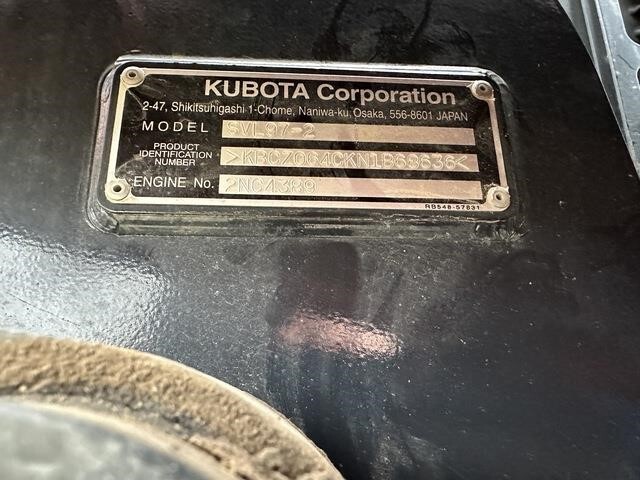 KUBOTA Corporation
2-47, Shikitsuhigashi 1-Chome, Naniwa-ku, Osaka, 556-8601 JAPAN
MODEL SVL97-2
PRODUCT
IDENTIFICATION
NUMBER
ENGINE No. 2NC4389
RB548-57831